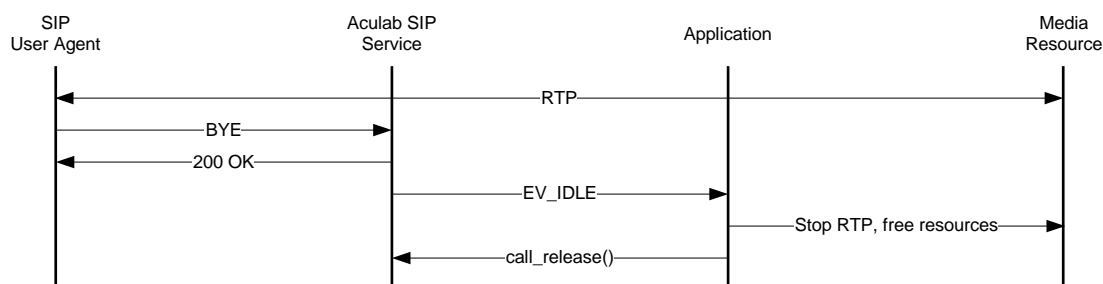 SIP
User Agent
Aculab SIP
Service
Application
Media
Resource
RTP
BYE
200 OK
EV_IDLE
Stop RTP, free resources
call_release()